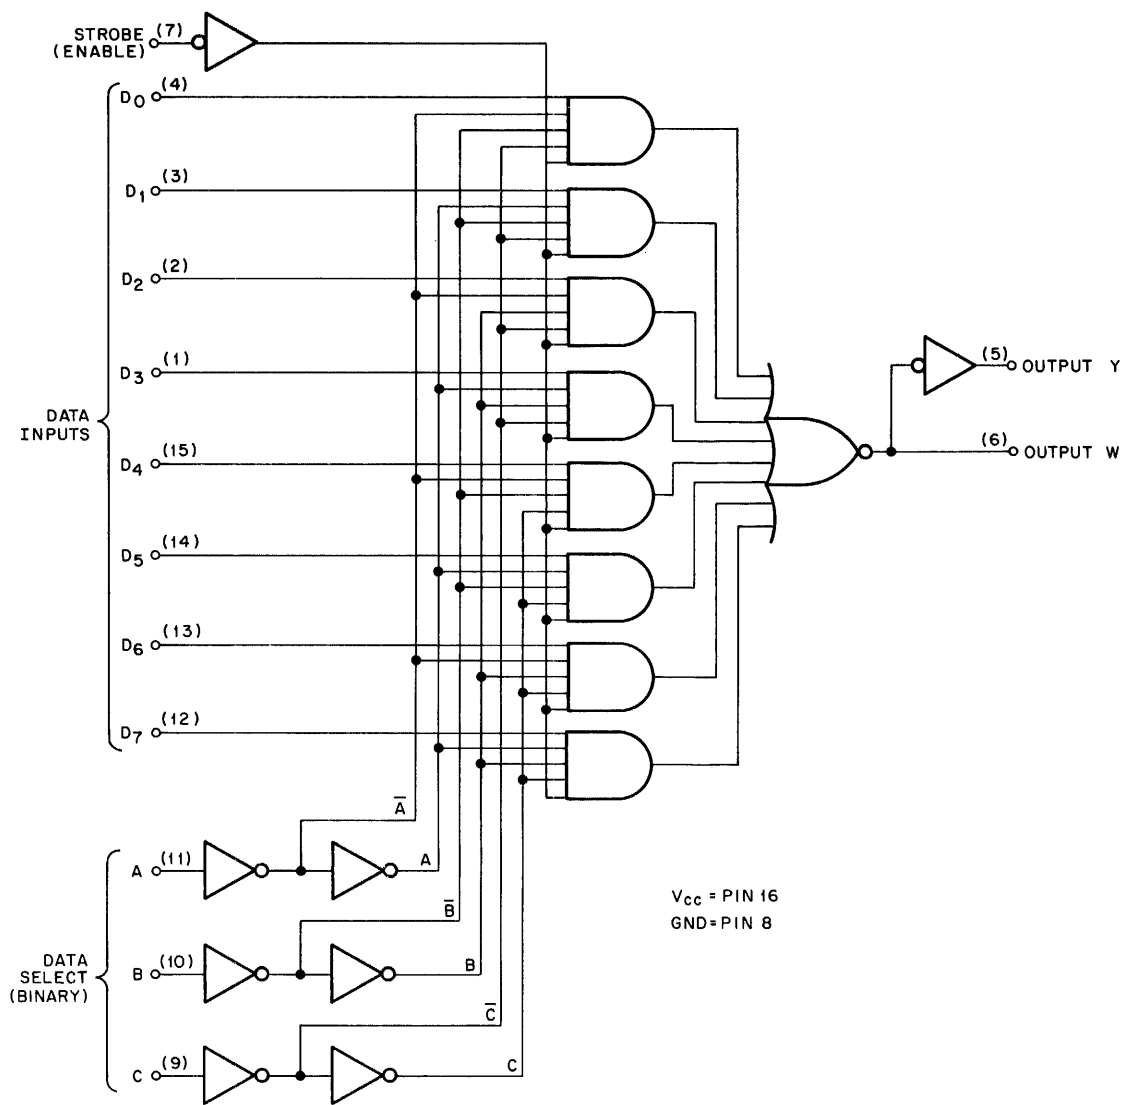 STROBE (7)
(ENABLE)
D0 (4)
D1 (3)
D2 (2)
D3 (1)
DATA
INPUTS
D4 (15)
D5 (14)
D6 (13)
D7 (12)
(5) OUTPUT Y
(6) OUTPUT W
A̅
A (11)
A
B̅
DATA
SELECT
(BINARY)
B (10)
B
C̅
C (9)
C
VCC = PIN 16
GND = PIN 8